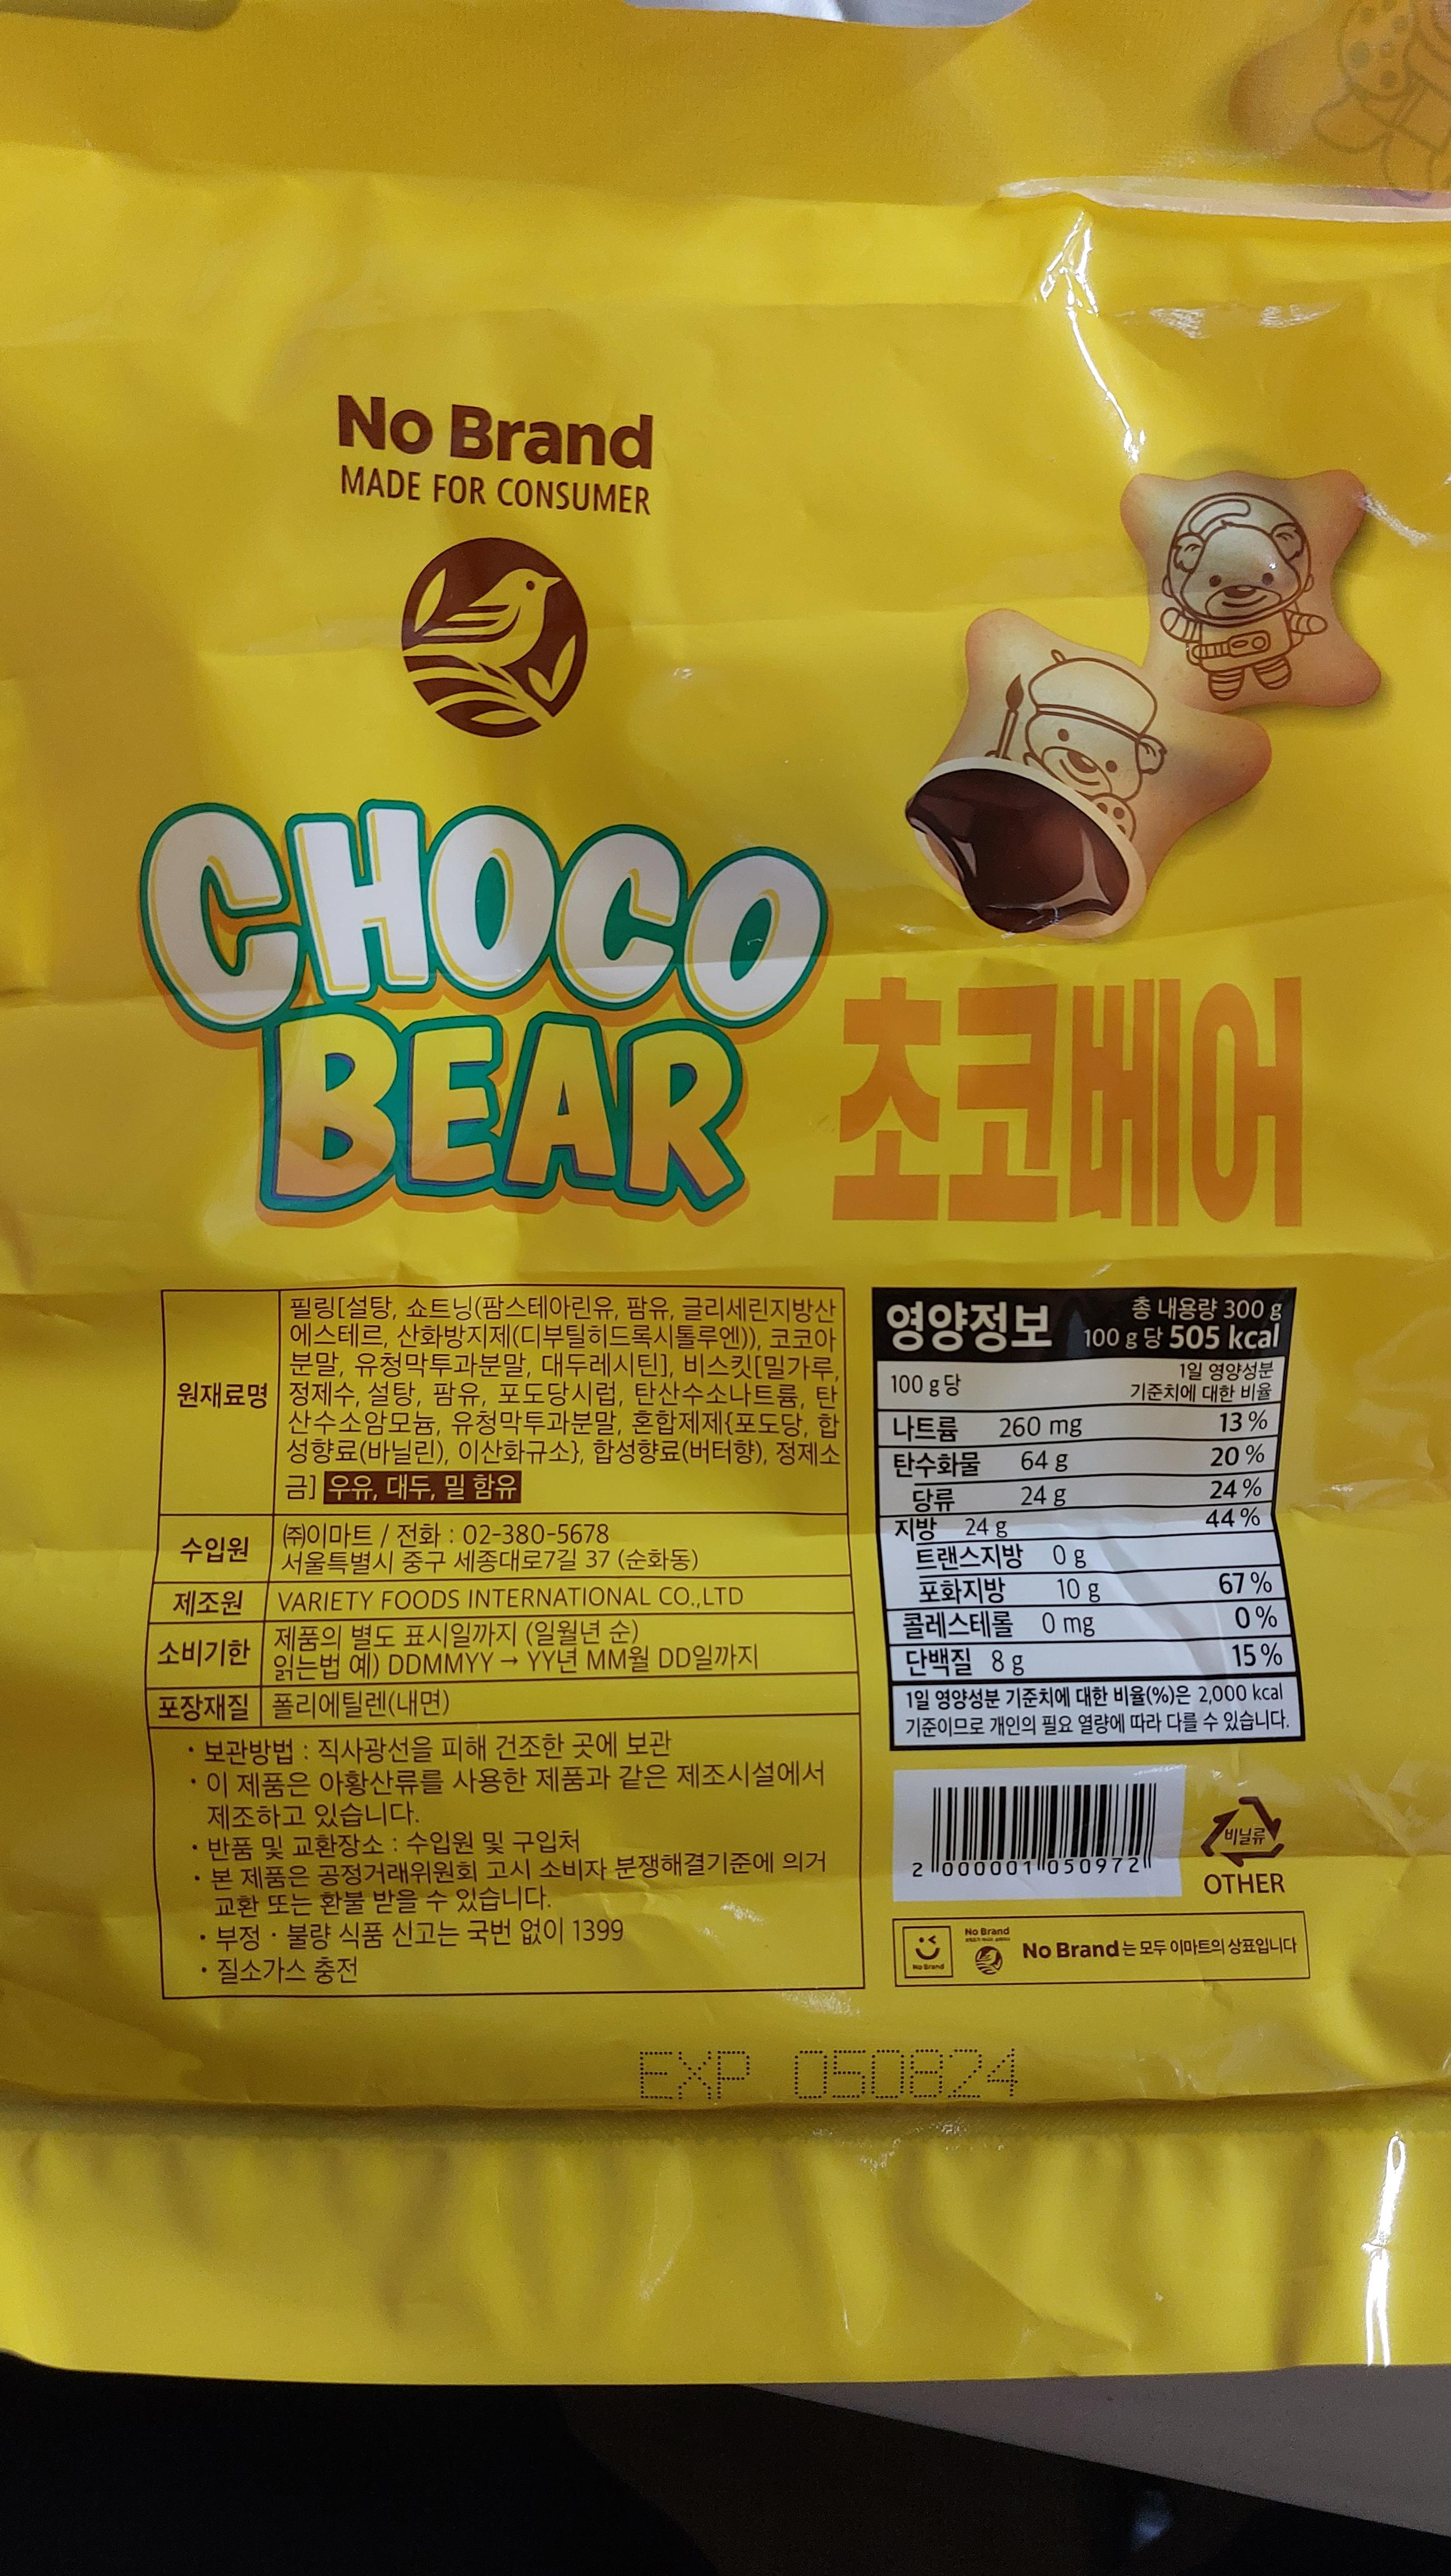 No Brand
MADE FOR CONSUMER
CHOCO
BEAR
초코베어
원재료명
필링[설탕, 쇼트닝(팜스테아린유, 팜유, 글리세린지방산
에스테르, 산화방지제(디부틸히드록시톨루엔)), 코코아
분말, 유청막투과분말, 대두레시틴], 비스킷[밀가루,
정제수, 설탕, 팜유, 포도당시럽, 탄산수소나트륨, 탄
산수소암모늄, 유청막투과분말, 혼합제제{포도당, 합
성향료(바닐린), 이산화규소}, 합성향료(버터향), 정제소
금] 우유, 대두, 밀 함유
수입원
㈜이마트 / 전화 : 02-380-5678
서울특별시 중구 세종대로7길 37 (순화동)
제조원
VARIETY FOODS INTERNATIONAL CO.,LTD
소비기한
제품의 별도 표시일까지 (일월년 순)
읽는법 예) DDMMYY → YY년 MM월 DD일까지
포장재질
폴리에틸렌(내면)
• 보관방법 : 직사광선을 피해 건조한 곳에 보관
• 이 제품은 아황산류를 사용한 제품과 같은 제조시설에서
제조하고 있습니다.
• 반품 및 교환장소 : 수입원 및 구입처
• 본 제품은 공정거래위원회 고시 소비자 분쟁해결기준에 의거
교환 또는 환불 받을 수 있습니다.
• 부정 · 불량 식품 신고는 국번 없이 1399
• 질소가스 충전
영양정보
총 내용량 300 g
100 g 당 505 kcal
100 g당
1일 영양성분
기준치에 대한 비율
나트륨 260 mg 13 %
탄수화물 64 g 20 %
당류 24 g 24 %
지방 24 g 44 %
트랜스지방 0 g
포화지방 10 g 67 %
콜레스테롤 0 mg 0 %
단백질 8 g 15 %
1일 영양성분 기준치에 대한 비율(%)은 2,000 kcal
기준이므로 개인의 필요 열량에 따라 다를 수 있습니다.
2 000001 050972
비닐류
OTHER
No Brand
No Brand
No Brand는 모두 이마트의 상표입니다
EXP 050824